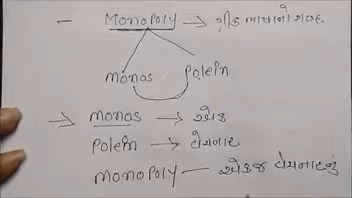 - Monopoly → ગ્રીક ભાષાનો શબ્દ
monos polein
→ monos → એક
polein → વેચનાર
monopoly — એકજ વેચનારનું